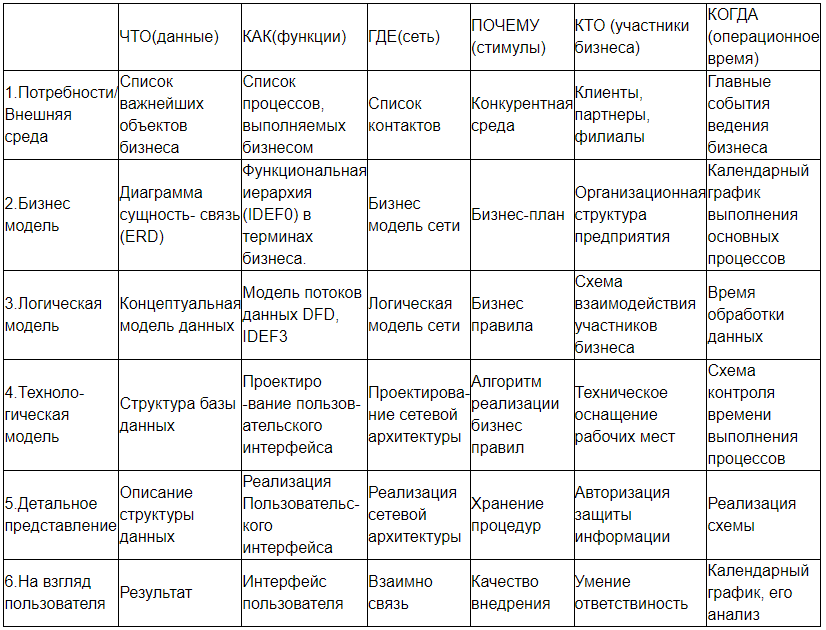 ЧТО(данные)
КАК(функции)
ГДЕ(сеть)
ПОЧЕМУ
(стимулы)
КТО (участники
бизнеса)
КОГДА
(операционное
время)
1.Потребности/
Внешняя
среда
Список
важнейших
объектов
бизнеса
Список
процессов,
выполняемых
бизнесом
Список
контактов
Конкурентная
среда
Клиенты,
партнеры,
филиалы
Главные
события
ведения
бизнеса
2.Бизнес
модель
Диаграмма
сущность- связь
(ERD)
Функциональная
иерархия
(IDEF0) в
терминах
бизнеса.
Бизнес
модель сети
Бизнес-план
Организационная
структура
предприятия
Календарный
график
выполнения
основных
процессов
3.Логическая
модель
Концептуальная
модель данных
Модель потоков
данных DFD,
IDEF3
Логическая
модель сети
Бизнес
правила
Схема
взаимодействия
участников
бизнеса
Время
обработки
данных
4.Техноло-
гическая
модель
Структура базы
данных
Проектиро
-вание пользов-
ательского
интерфейса
Проектирова-
ние сетевой
архитектуры
Алгоритм
реализации
бизнес
правил
Техническое
оснащение
рабочих мест
Схема
контроля
времени
выполнения
процессов
5.Детальное
представление
Описание
структуры
данных
Реализация
Пользовательс-
кого
интерфейса
Реализация
сетевой
архитектуры
Хранение
процедур
Авторизация
защиты
информации
Реализация
схемы
6.На взгляд
пользователя
Результат
Интерфейс
пользователя
Взаимно
связь
Качество
внедрения
Умение
ответствиность
Календарный
график, его
анализ